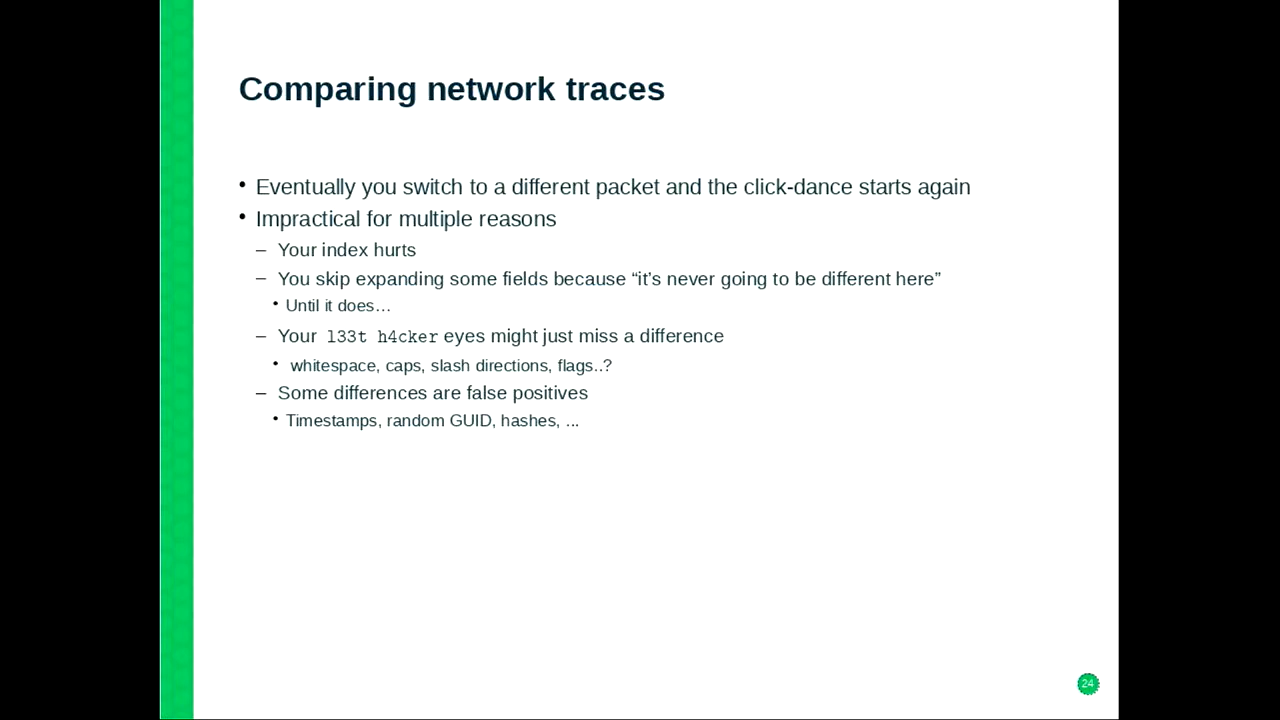 Comparing network traces
• Eventually you switch to a different packet and the click-dance starts again
• Impractical for multiple reasons
– Your index hurts
– You skip expanding some fields because “it’s never going to be different here”
• Until it does…
– Your l33t h4cker eyes might just miss a difference
• whitespace, caps, slash directions, flags..?
– Some differences are false positives
• Timestamps, random GUID, hashes, ...
24